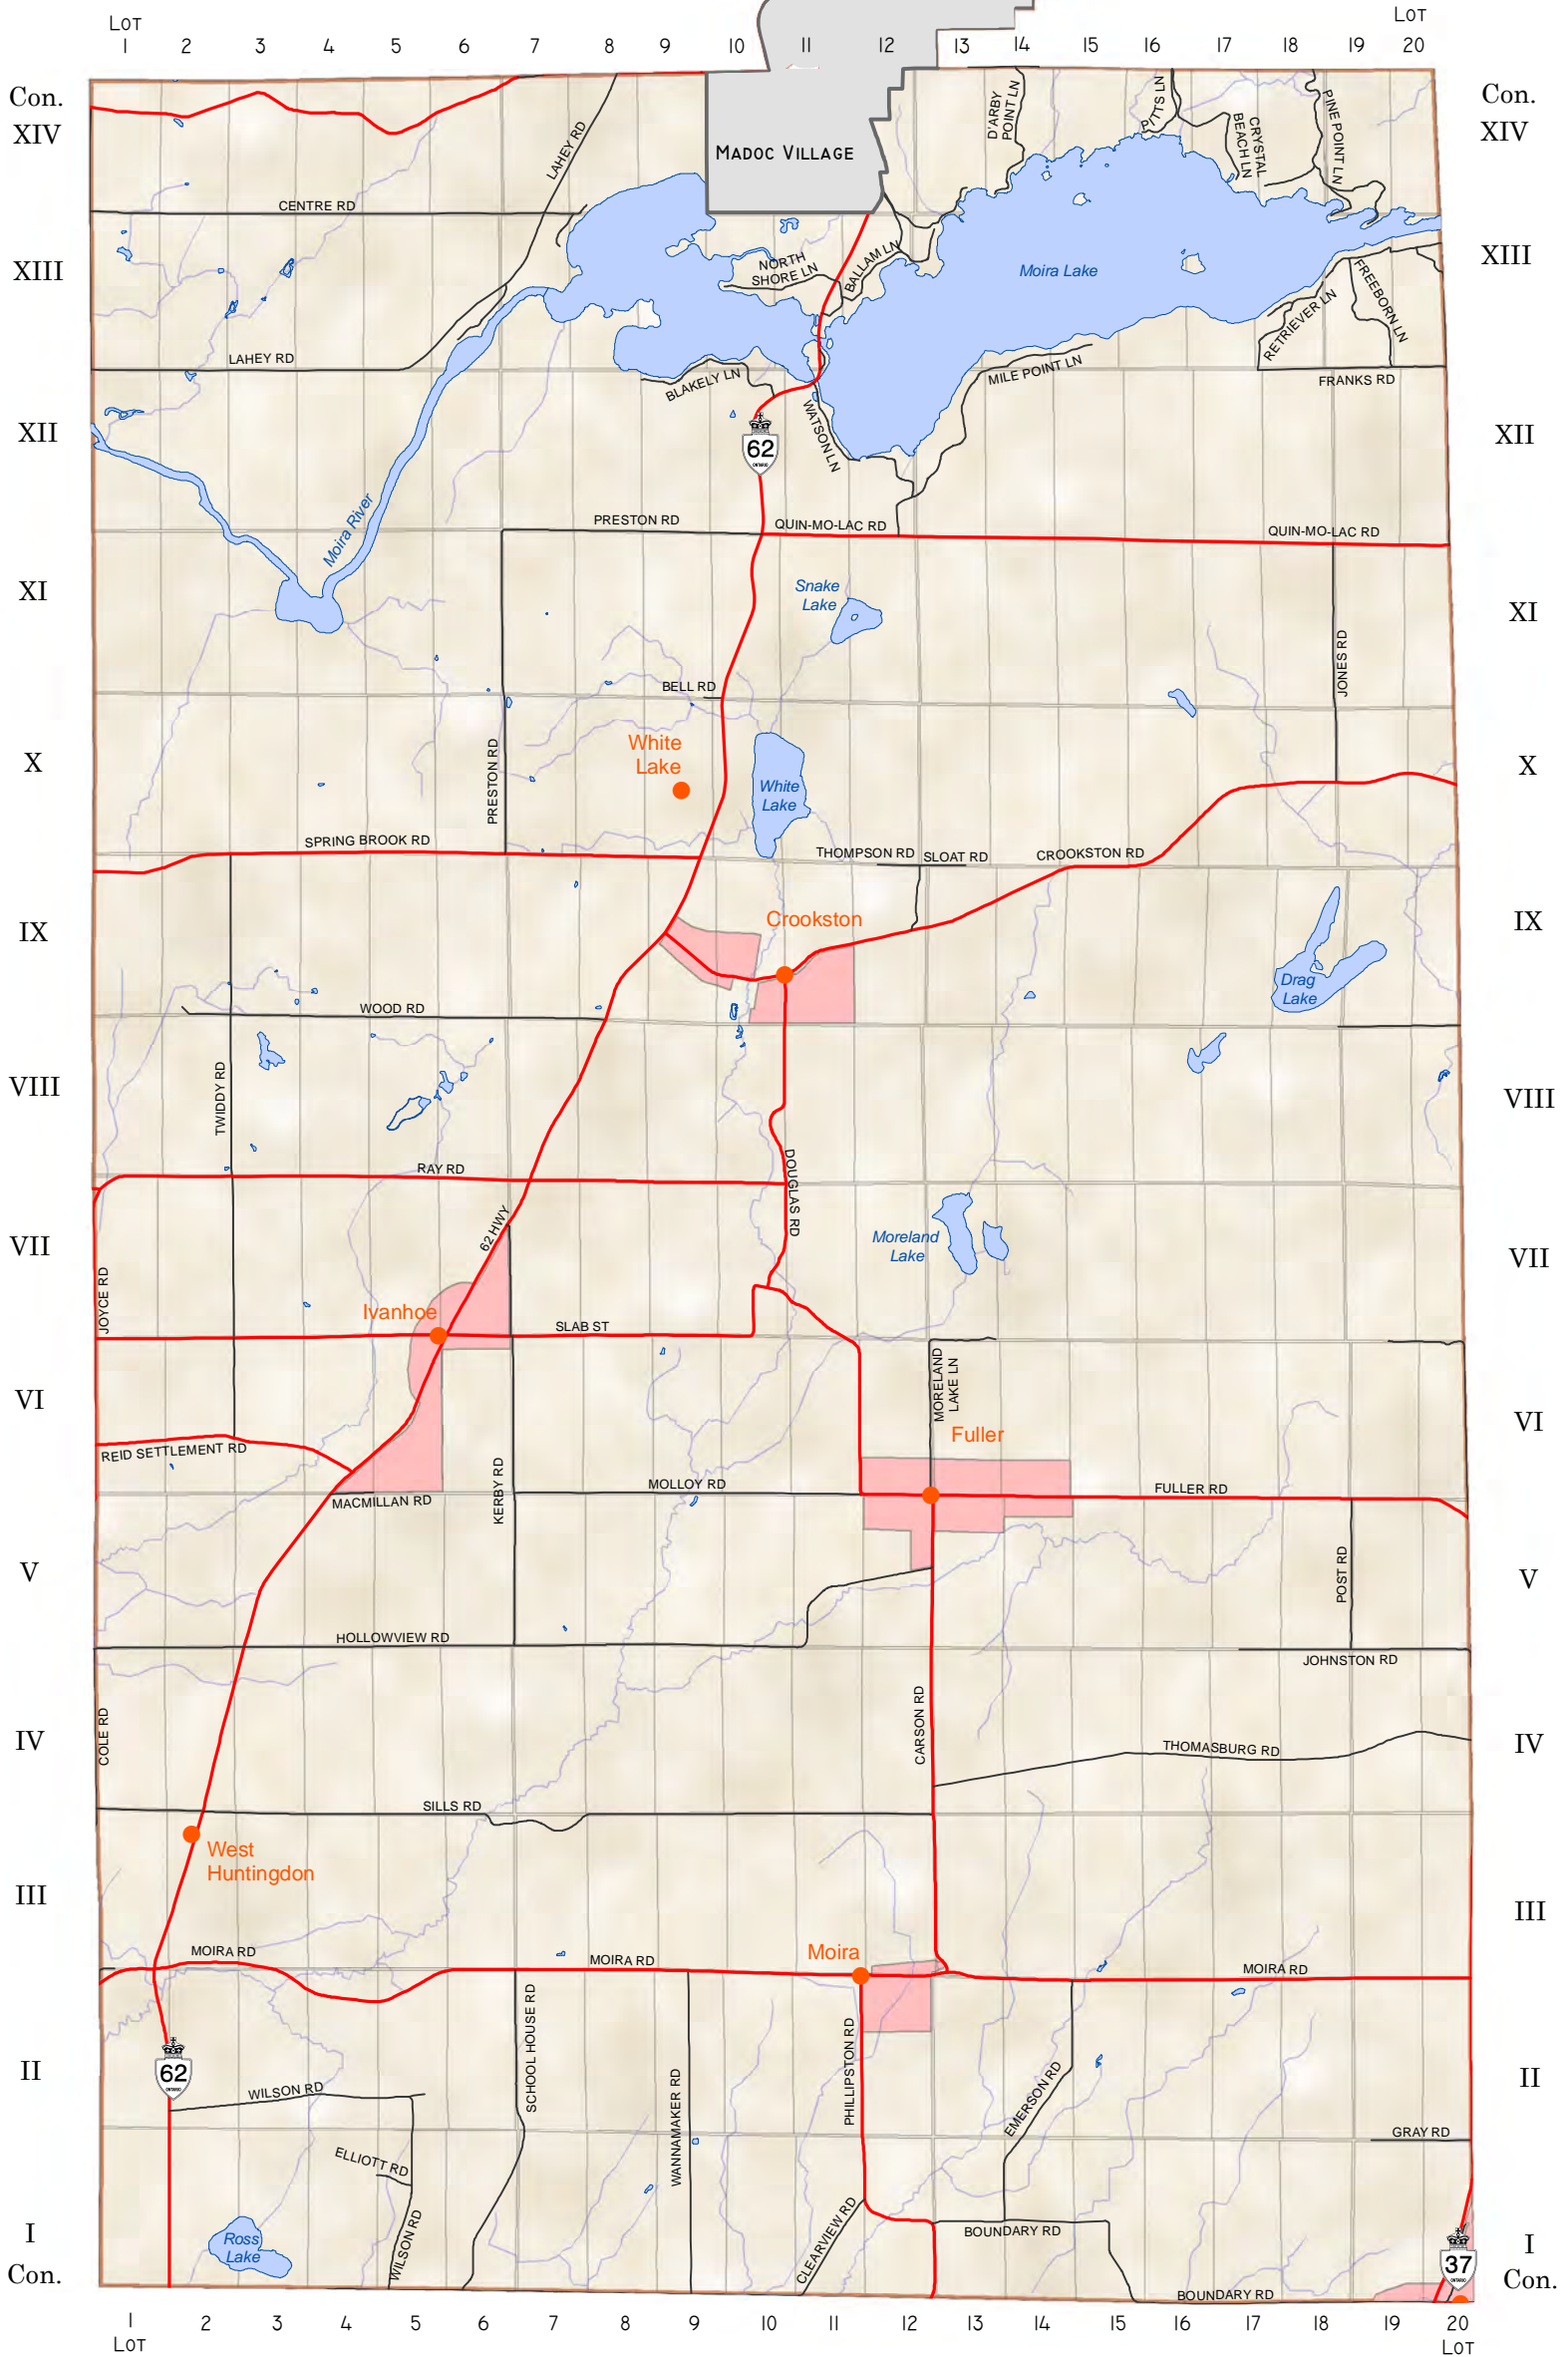 LOT
LOT
1 2 3 4 5 6 7 8 9 10 11 12 13 14 15 16 17 18 19 20
Con.
XIV
Con.
XIV
MADOC VILLAGE
LAHEY RD
D'ARBY
POINT LN
PITTS LN
CRYSTAL
BEACH LN
PINE POINT LN
CENTRE RD
XIII
XIII
NORTH
SHORE LN
BALLAM LN
Moira Lake
RETRIEVER LN
FREEBORN LN
LAHEY RD
BLAKELY LN
MILE POINT LN
FRANKS RD
XII
XII
WATSON LN
62
ONTARIO
Moira River
PRESTON RD
QUIN-MO-LAC RD
QUIN-MO-LAC RD
XI
XI
Snake
Lake
JONES RD
BELL RD
X
X
White
Lake
PRESTON RD
White
Lake
SPRING BROOK RD
THOMPSON RD
SLOAT RD
CROOKSTON RD
IX
IX
Crookston
Drag
Lake
WOOD RD
VIII
VIII
TWIDDY RD
RAY RD
DOUGLAS RD
VII
VII
62 HWY
Moreland
Lake
JOYCE RD
Ivanhoe
SLAB ST
VI
VI
MORELAND
LAKE LN
Fuller
REID SETTLEMENT RD
KERBY RD
MOLLOY RD
FULLER RD
MACMILLAN RD
V
V
POST RD
HOLLOWVIEW RD
JOHNSTON RD
IV
IV
COLE RD
CARSON RD
THOMASBURG RD
SILLS RD
West
Huntingdon
III
III
MOIRA RD
MOIRA RD
Moira
MOIRA RD
II
II
62
ONTARIO
SCHOOL HOUSE RD
WANNAMAKER RD
PHILLIPSTON RD
EMERSON RD
WILSON RD
GRAY RD
ELLIOTT RD
WILSON RD
I
Con.
I
Con.
Ross
Lake
CLEARVIEW RD
BOUNDARY RD
BOUNDARY RD
37
ONTARIO
1 2 3 4 5 6 7 8 9 10 11 12 13 14 15 16 17 18 19 20
LOT
LOT